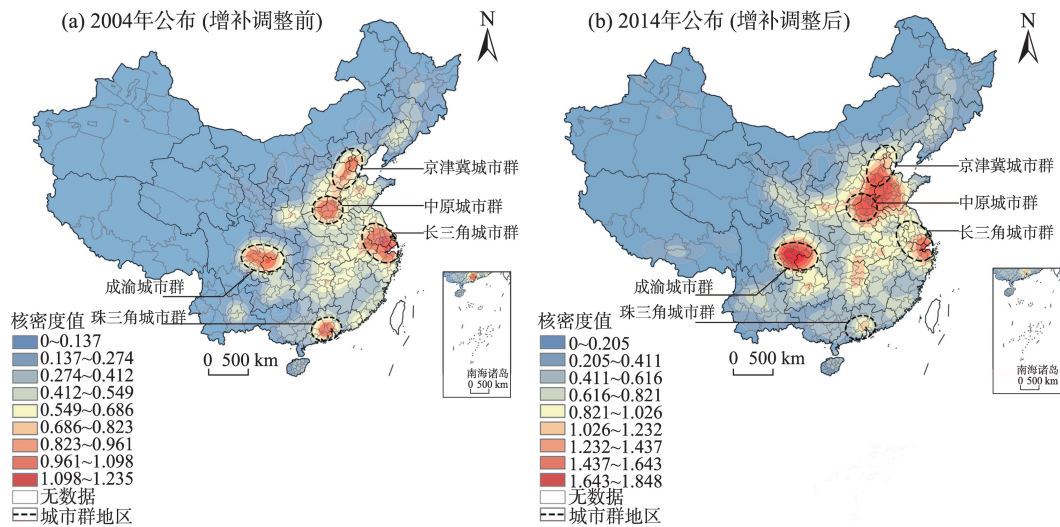 (a) 2004年公布 (增补调整前)
N
京津冀城市群
中原城市群
长三角城市群
成渝城市群
珠三角城市群
核密度值
0~0.137
0.137~0.274
0.274~0.412
0.412~0.549
0.549~0.686
0.686~0.823
0.823~0.961
0.961~1.098
1.098~1.235
无数据
城市群地区
0 500 km
南海诸岛
0 500 km
(b) 2014年公布 (增补调整后)
N
京津冀城市群
中原城市群
长三角城市群
成渝城市群
珠三角城市群
核密度值
0~0.205
0.205~0.411
0.411~0.616
0.616~0.821
0.821~1.026
1.026~1.232
1.232~1.437
1.437~1.643
1.643~1.848
无数据
城市群地区
0 500 km
南海诸岛
0 500 km